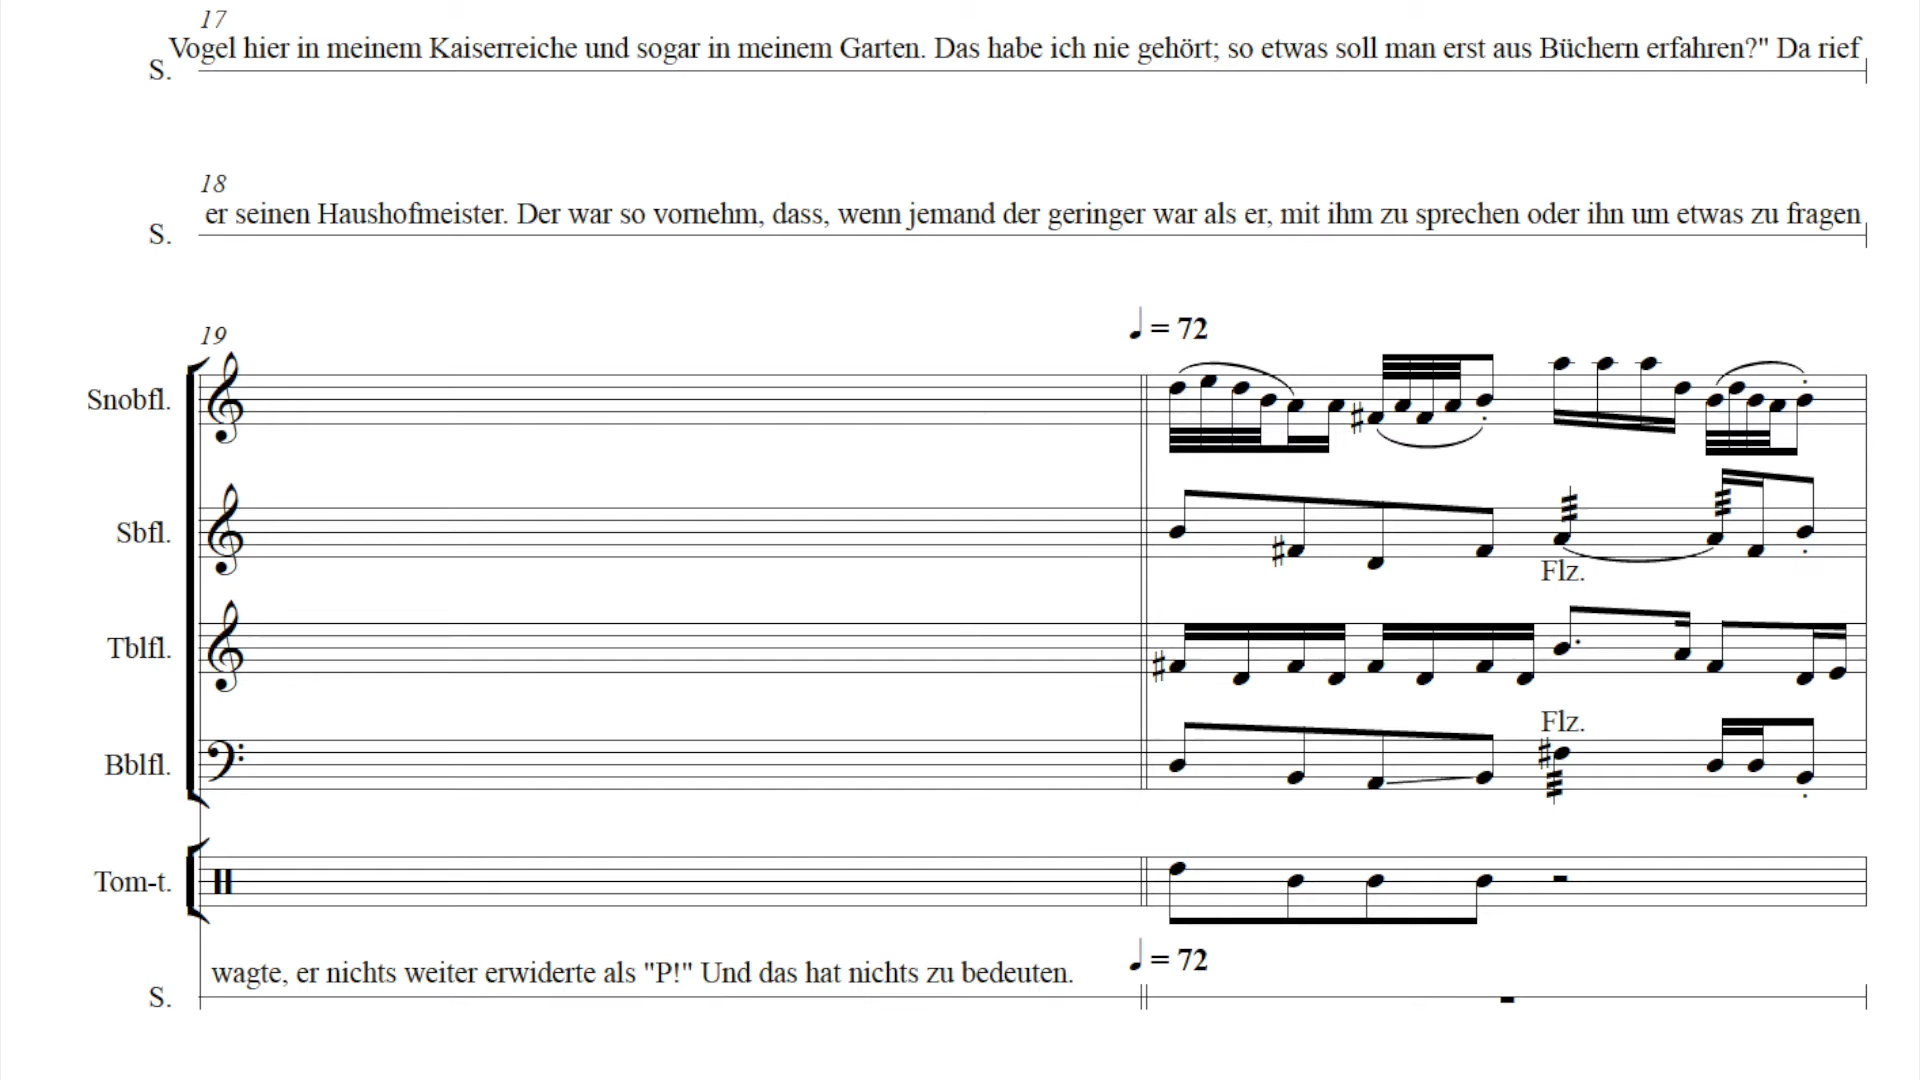 17
Vogel hier in meinem Kaiserreiche und sogar in meinem Garten. Das habe ich nie gehört; so etwas soll man erst aus Büchern erfahren?" Da rief
S.
18
er seinen Haushofmeister. Der war so vornehm, dass, wenn jemand der geringer war als er, mit ihm zu sprechen oder ihn um etwas zu fragen
S.
19
= 72
Snobfl.
Sbfl.
Flz.
Tblfl.
Flz.
Bblfl.
Tom-t.
= 72
wagte, er nichts weiter erwiderte als "P!" Und das hat nichts zu bedeuten.
S.